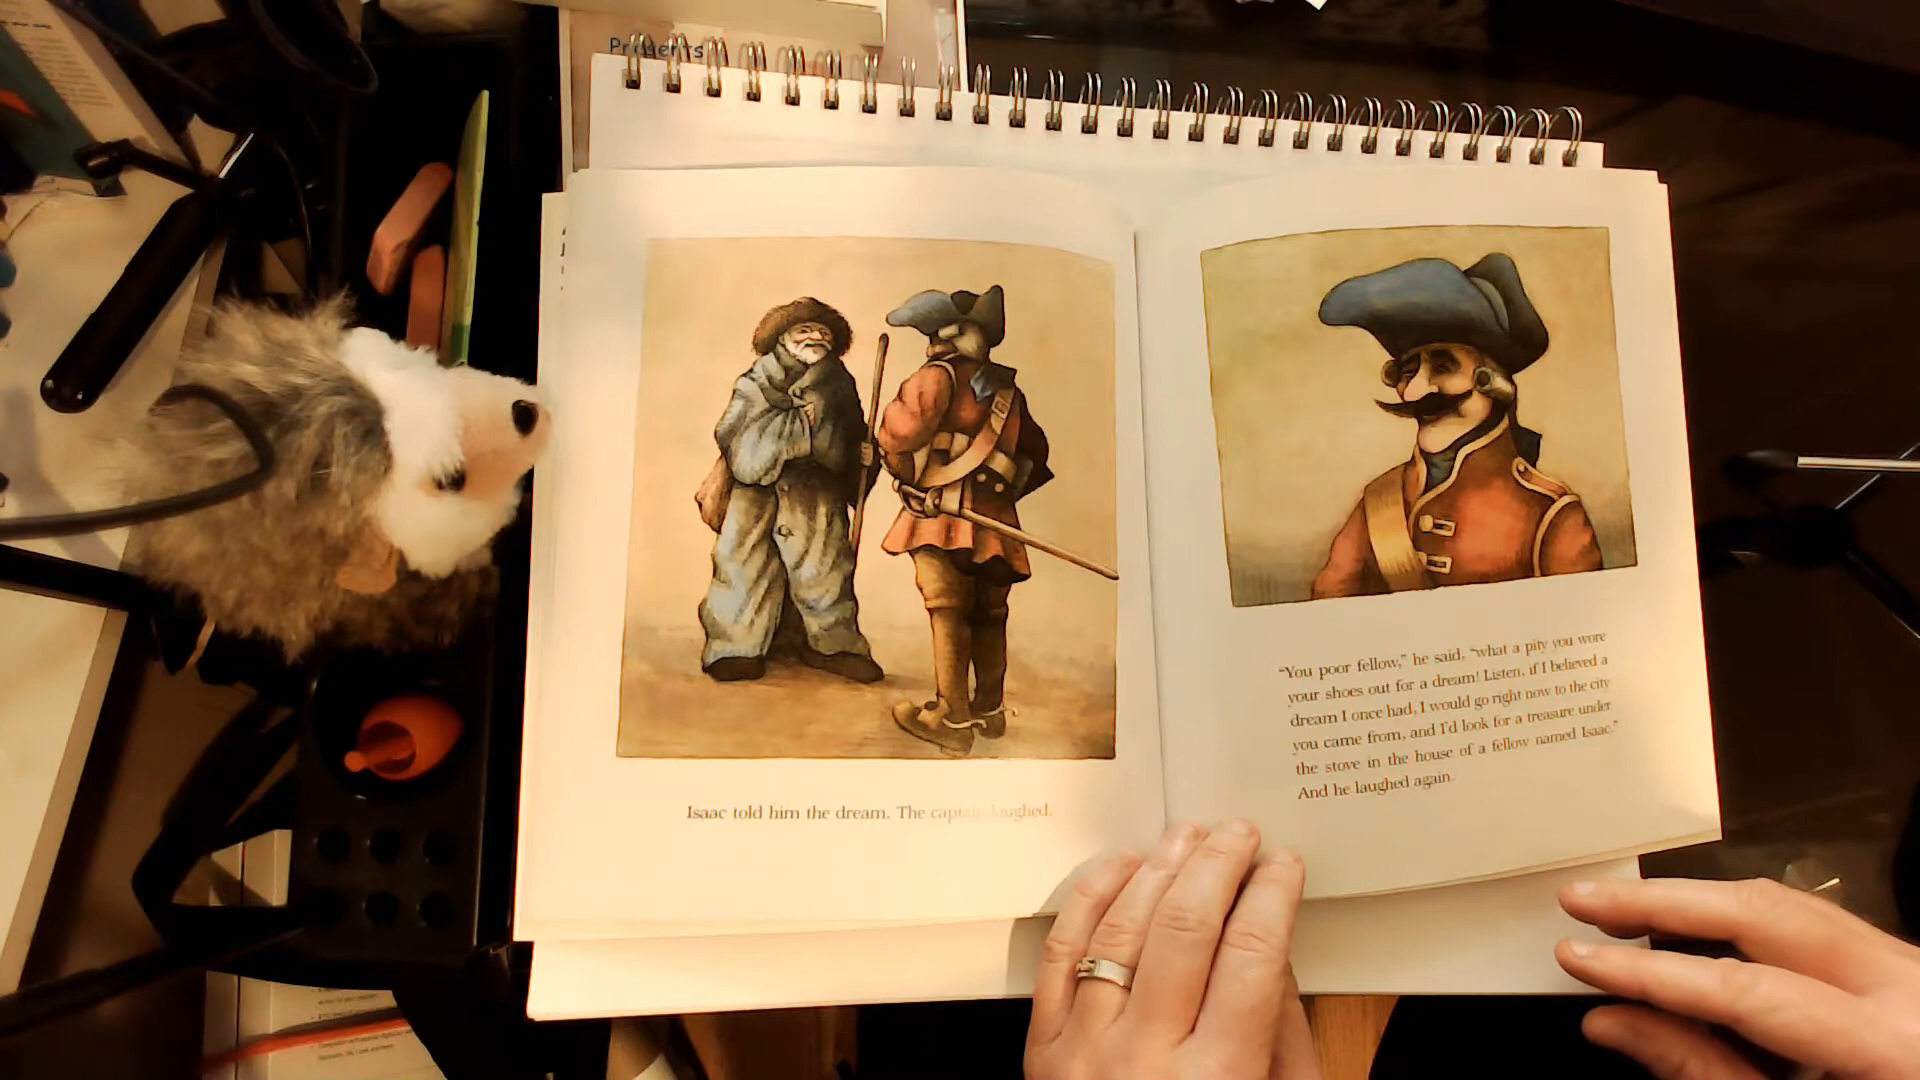 Presents
Isaac told him the dream. The captain laughed.
“You poor fellow,” he said, “what a pity you wore
your shoes out for a dream! Listen, if I believed a
dream I once had, I would go right now to the city
you came from, and I’d look for a treasure under
the stove in the house of a fellow named Isaac.”
And he laughed again.